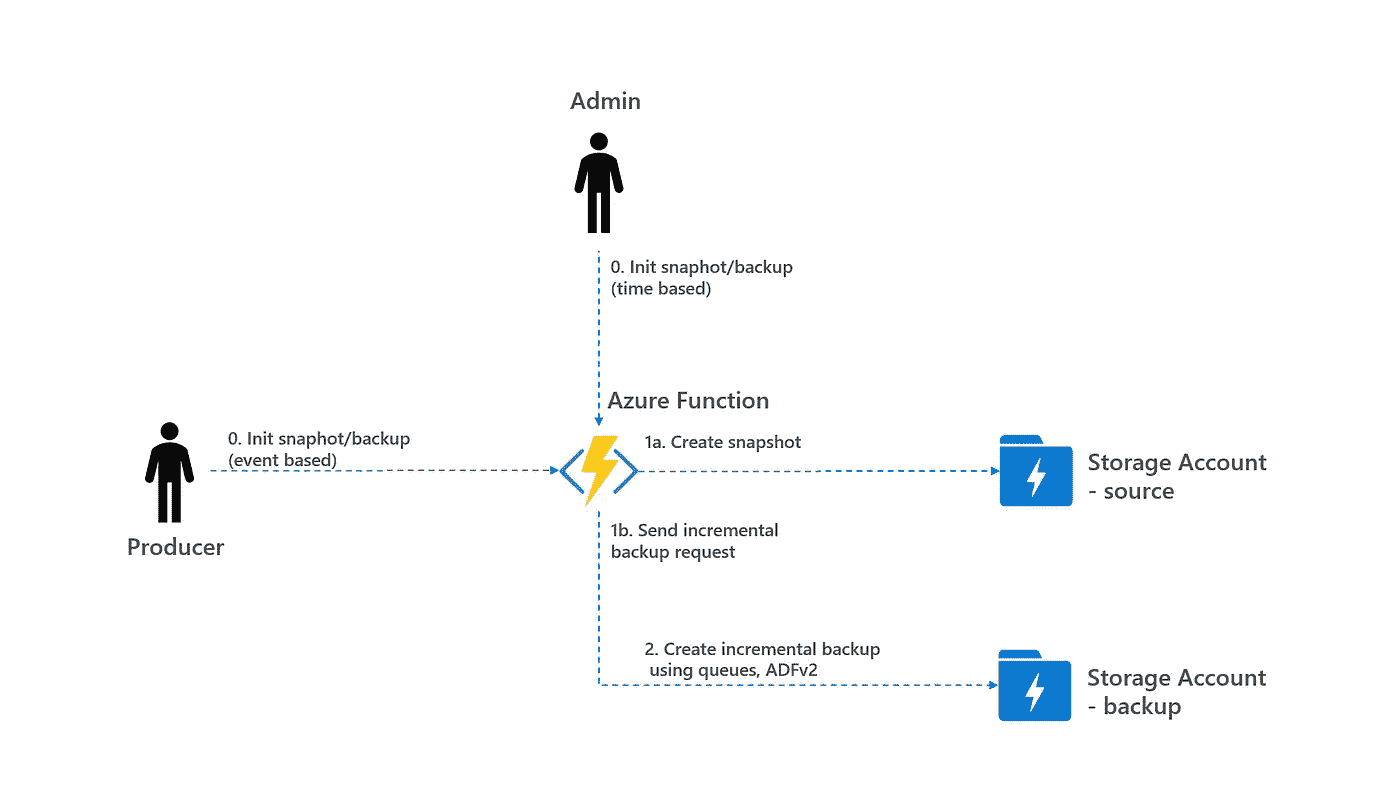 Admin
0. Init snaphot/backup
(time based)
Azure Function
0. Init snaphot/backup
(event based)
1a. Create snapshot
Storage Account
- source
Producer
1b. Send incremental
backup request
2. Create incremental backup
using queues, ADFv2
Storage Account
- backup